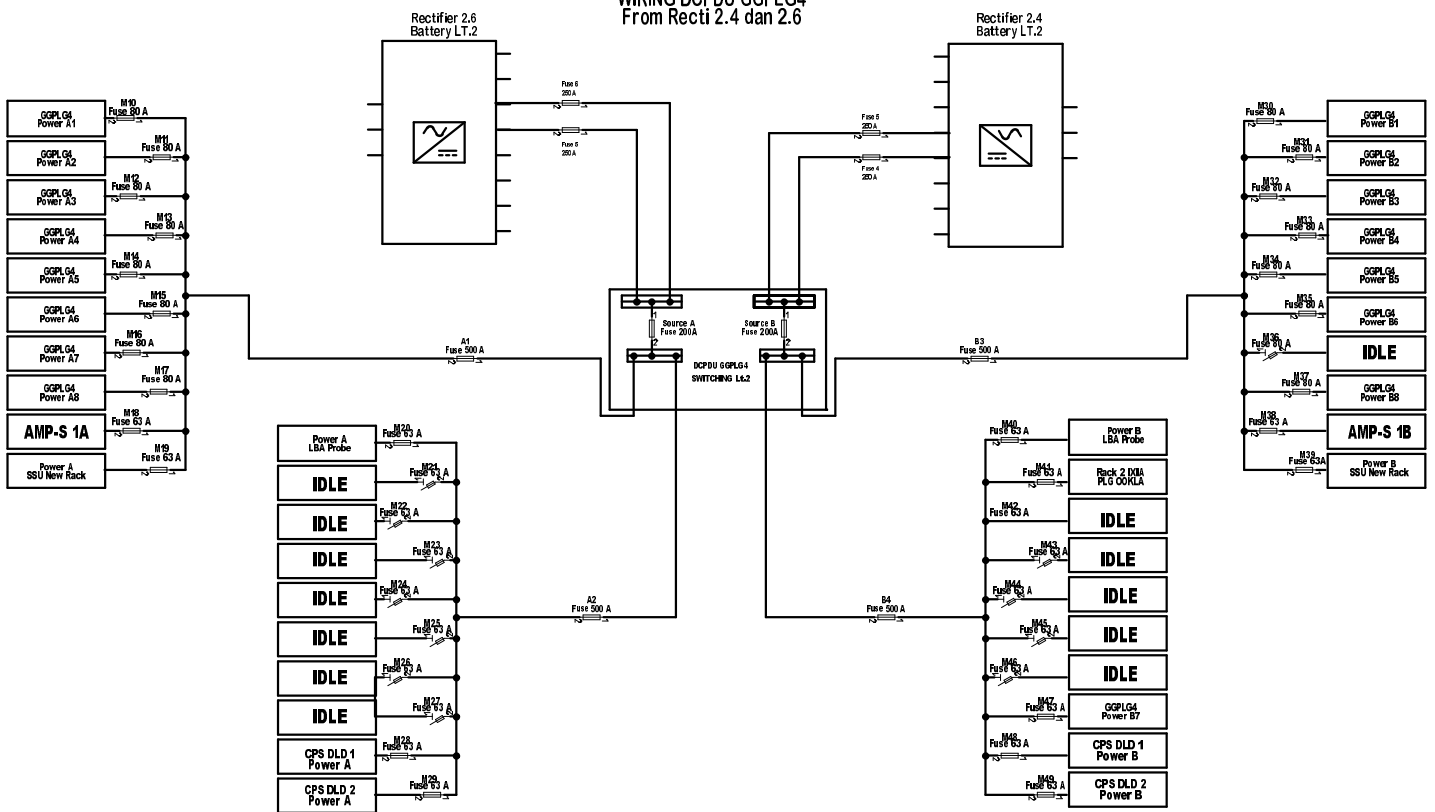 WIRING DCPDU GGPLG4
From Recti 2.4 dan 2.6
Rectifier 2.6
Battery LT.2
Rectifier 2.4
Battery LT.2
Fuse 6
250 A
Fuse 5
250 A
Fuse 5
250 A
Fuse 4
250 A
GGPLG4
Power A1
M10
Fuse 80 A
GGPLG4
Power A2
M11
Fuse 80 A
GGPLG4
Power A3
M12
Fuse 80 A
GGPLG4
Power A4
M13
Fuse 80 A
GGPLG4
Power A5
M14
Fuse 80 A
GGPLG4
Power A6
M15
Fuse 80 A
GGPLG4
Power A7
M16
Fuse 80 A
GGPLG4
Power A8
M17
Fuse 80 A
AMP-S 1A
M18
Fuse 63 A
Power A
SSU New Rack
M19
Fuse 63 A
A1
Fuse 500 A
Source A
Fuse 200A
1
2
Source B
Fuse 200A
1
2
DCPDU GGPLG4
SWITCHING Lt.2
B3
Fuse 500 A
M30
Fuse 80 A
GGPLG4
Power B1
M31
Fuse 80 A
GGPLG4
Power B2
M32
Fuse 80 A
GGPLG4
Power B3
M33
Fuse 80 A
GGPLG4
Power B4
M34
Fuse 80 A
GGPLG4
Power B5
M35
Fuse 80 A
GGPLG4
Power B6
M36
Fuse 80 A
IDLE
M37
Fuse 80 A
GGPLG4
Power B8
M38
Fuse 63 A
AMP-S 1B
M39
Fuse 63A
Power B
SSU New Rack
Power A
LBA Probe
M20
Fuse 63 A
IDLE
M21
Fuse 63 A
IDLE
M22
Fuse 63 A
IDLE
M23
Fuse 63 A
IDLE
M24
Fuse 63 A
IDLE
M25
Fuse 63 A
IDLE
M26
Fuse 63 A
IDLE
M27
Fuse 63 A
CPS DLD 1
Power A
M28
Fuse 63 A
CPS DLD 2
Power A
M29
Fuse 63 A
A2
Fuse 500 A
B4
Fuse 500 A
M40
Fuse 63 A
Power B
LBA Probe
M41
Fuse 63 A
Rack 2 IXIA
PLG OOKLA
M42
Fuse 63 A
IDLE
M43
Fuse 63 A
IDLE
M44
Fuse 63 A
IDLE
M45
Fuse 63 A
IDLE
M46
Fuse 63 A
IDLE
M47
Fuse 63 A
GGPLG4
Power B7
M48
Fuse 63 A
CPS DLD 1
Power B
M49
Fuse 63 A
CPS DLD 2
Power B